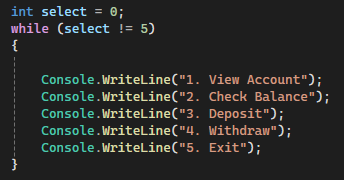 int select = 0;
while (select != 5)
{
Console.WriteLine("1. View Account");
Console.WriteLine("2. Check Balance");
Console.WriteLine("3. Deposit");
Console.WriteLine("4. Withdraw");
Console.WriteLine("5. Exit");
}